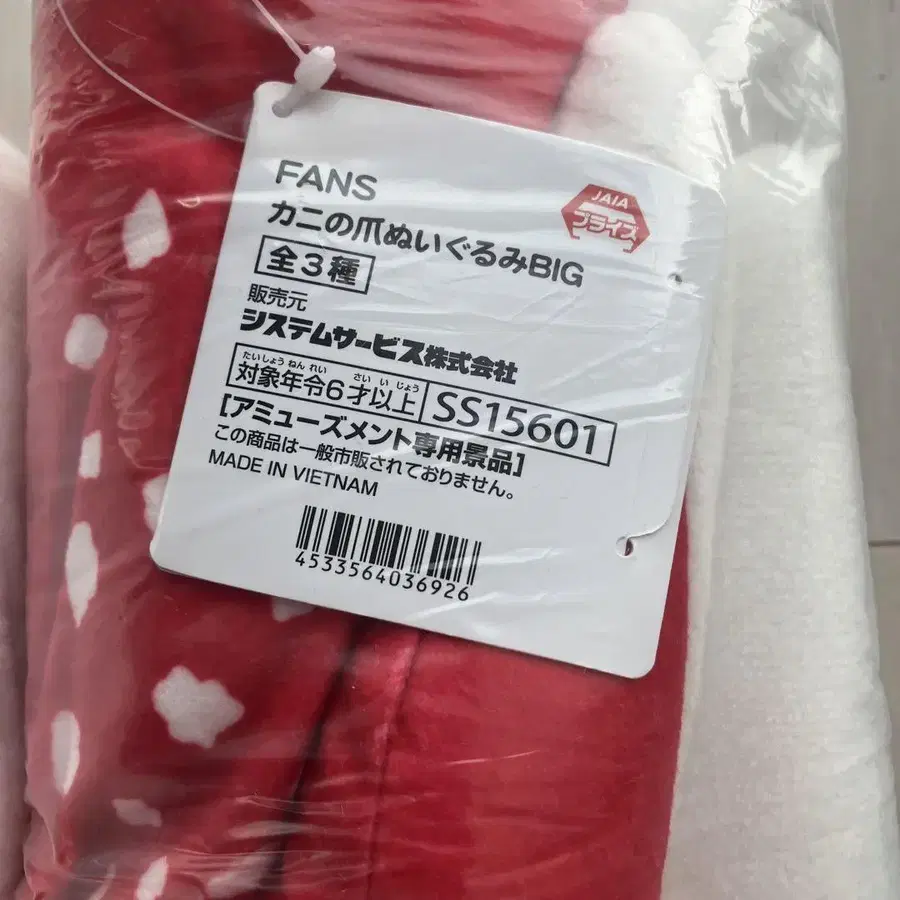 FANS
カニの爪ぬいぐるみBIG
JAIA
プライズ
全3種
販売元
システムサービス株式会社
たいしょうねんれい さいいじょう
対象年令6才以上 SS15601
[アミューズメント専用景品]
この商品は一般市販されておりません。
MADE IN VIETNAM
4533564036926